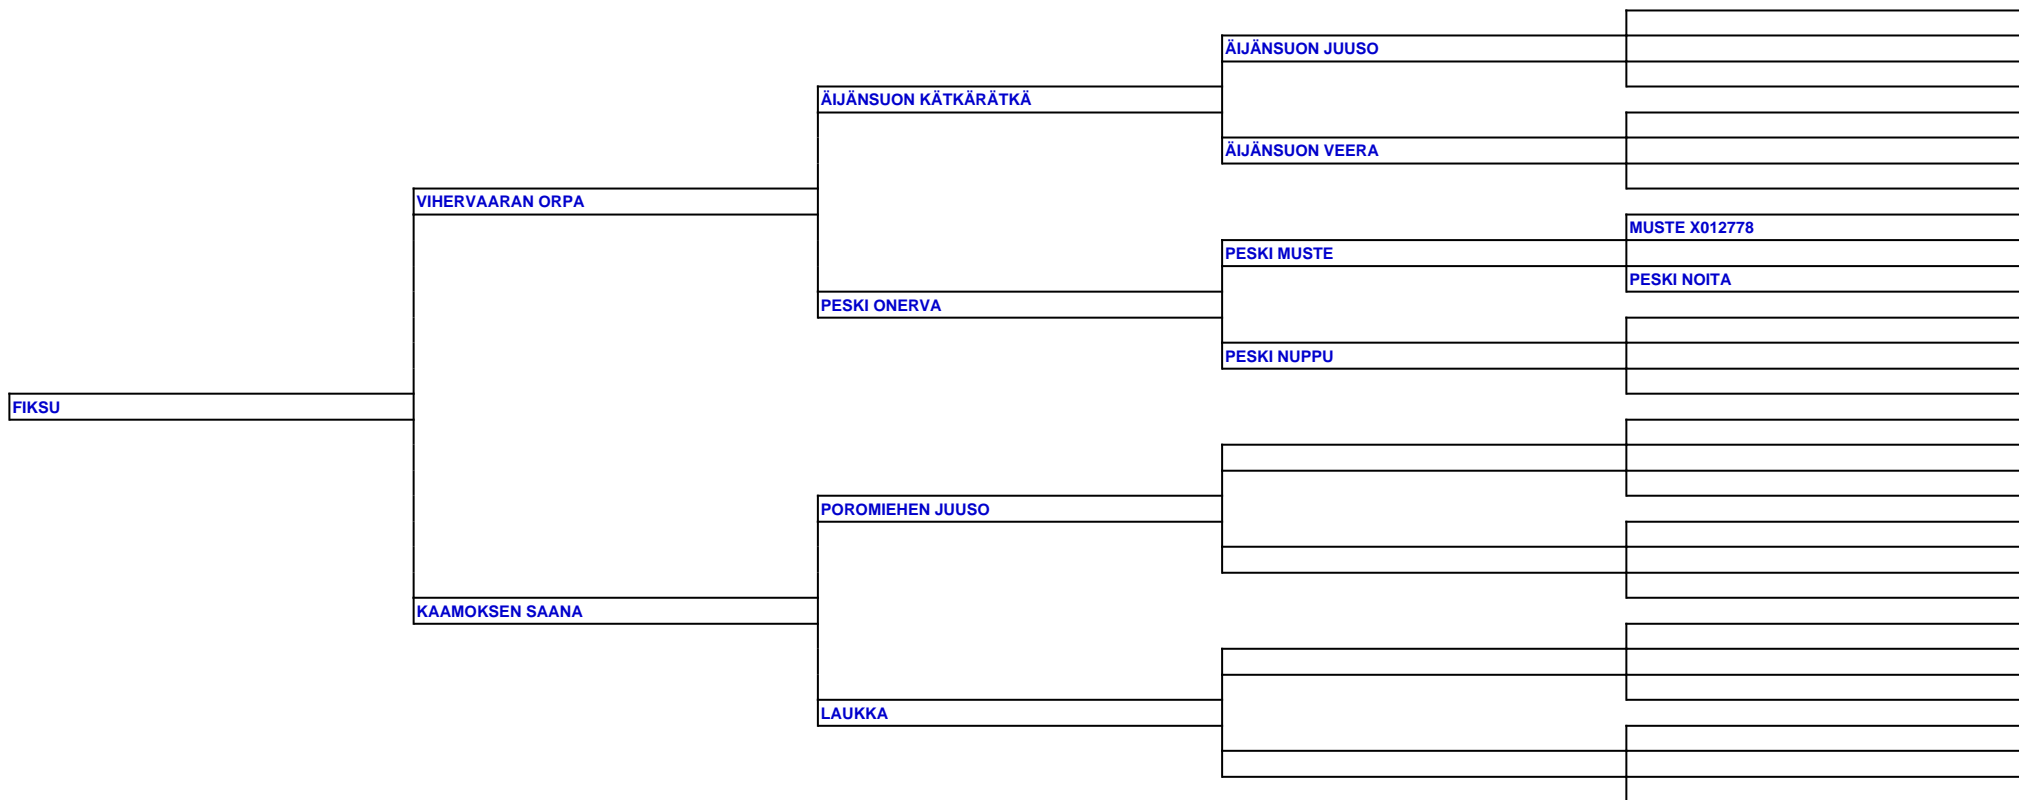 ÄIJÄNSUON JUUSO
ÄIJÄNSUON KÄTKÄRÄTKÄ
ÄIJÄNSUON VEERA
VIHERVAARAN ORPA
MUSTE X012778
PESKI MUSTE
PESKI NOITA
PESKI ONERVA
PESKI NUPPU
FIKSU
POROMIEHEN JUUSO
KAAMOKSEN SAANA
LAUKKA